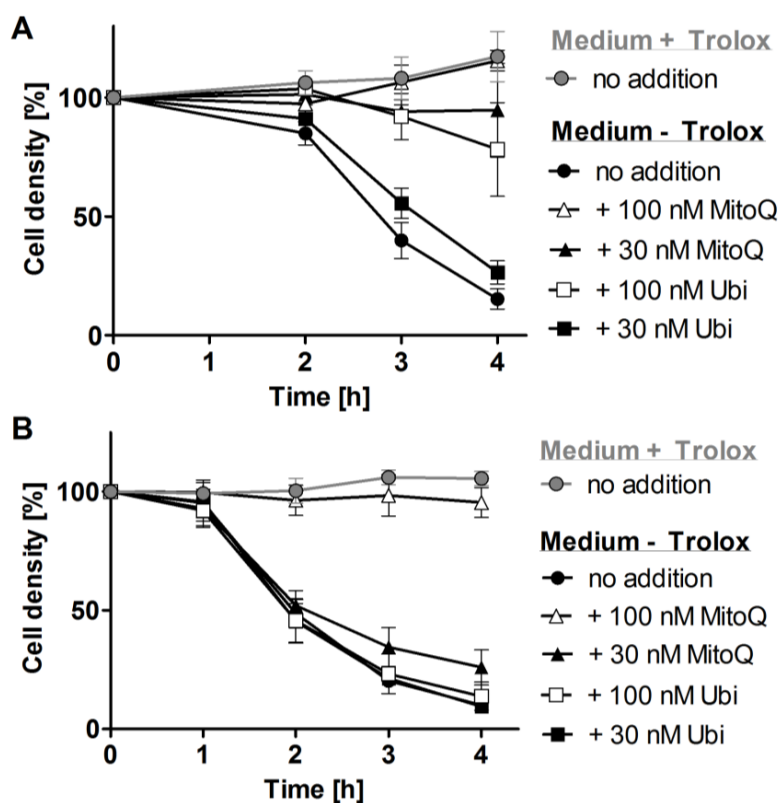 A
Cell density [%]
100
50
0
0 1 2 3 4
Time [h]
Medium + Trolox
no addition
Medium - Trolox
no addition
+ 100 nM MitoQ
+ 30 nM MitoQ
+ 100 nM Ubi
+ 30 nM Ubi
B
Cell density [%]
100
50
0
0 1 2 3 4
Time [h]
Medium + Trolox
no addition
Medium - Trolox
no addition
+ 100 nM MitoQ
+ 30 nM MitoQ
+ 100 nM Ubi
+ 30 nM Ubi